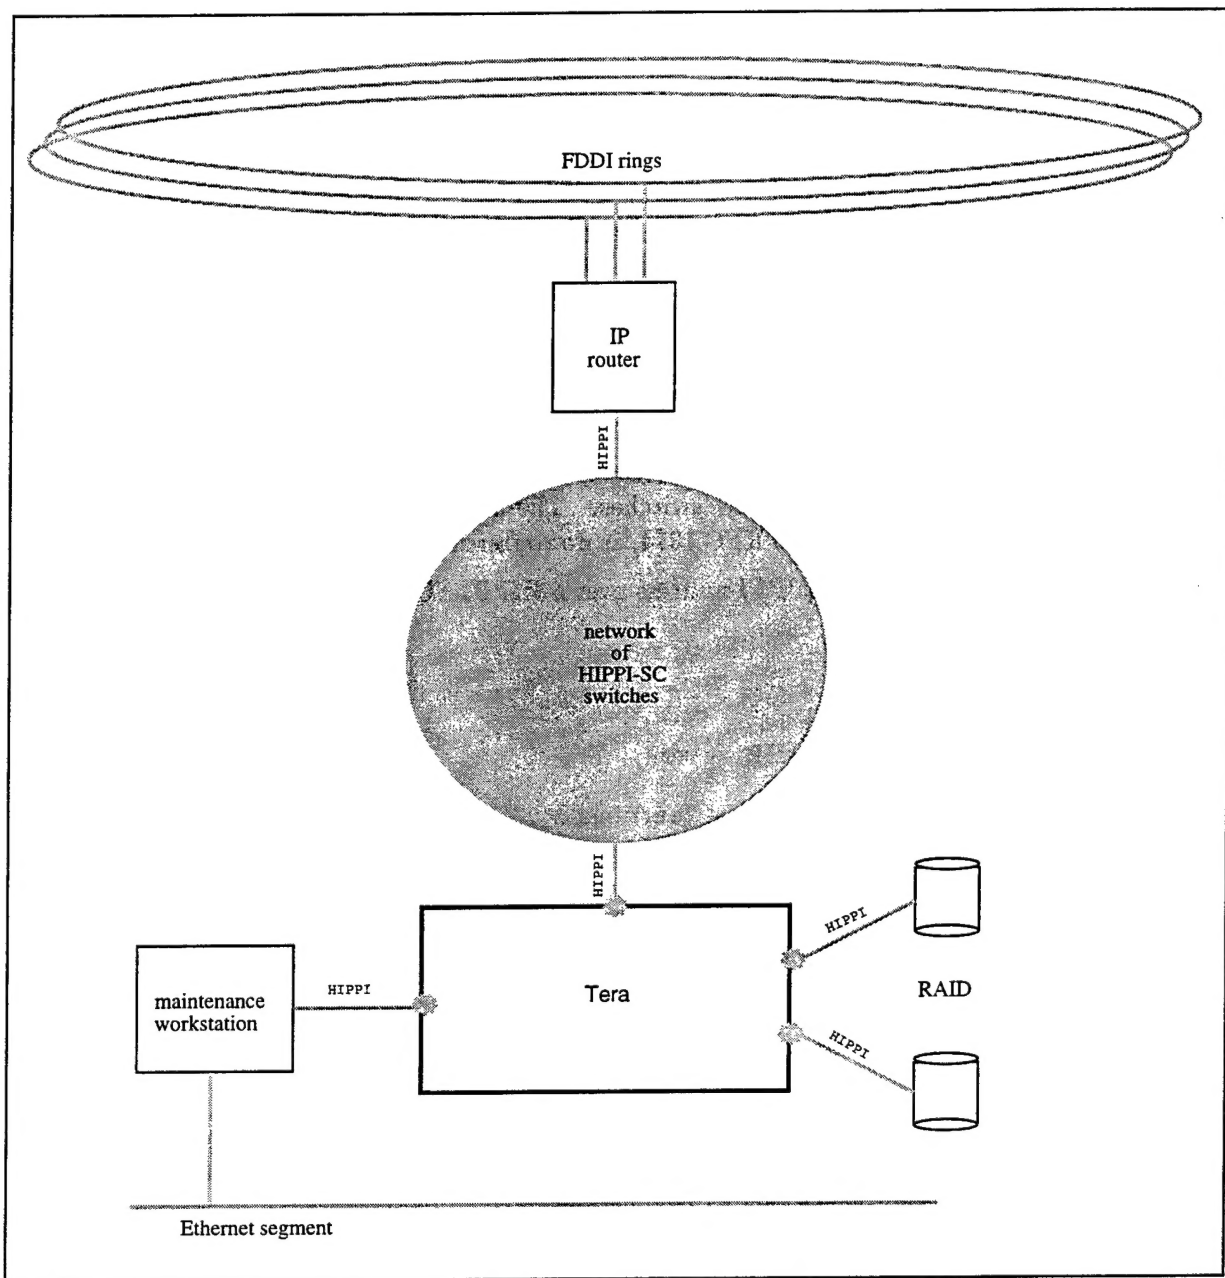 FDDI rings
IP
router
HIPPI
network
of
HIPPI-SC
switches
HIPPI
HIPPI
maintenance
workstation
HIPPI
Tera
RAID
HIPPI
Ethernet segment